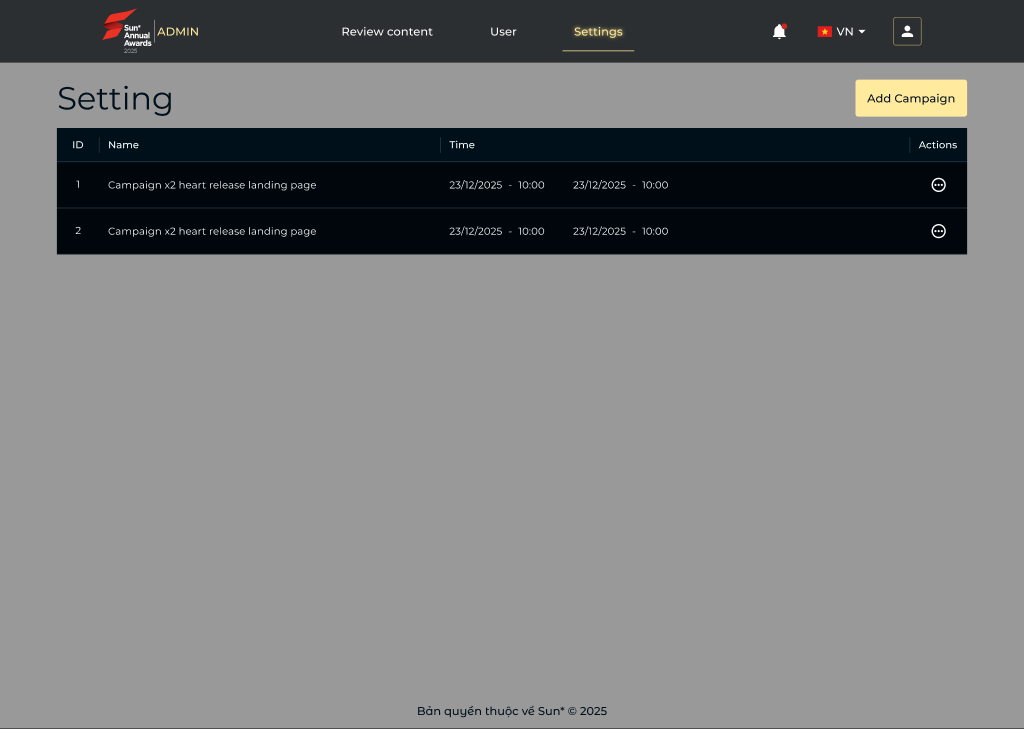 Sun*
Annual
Awards
2025
ADMIN
Review content
User
Settings
VN
Setting
Add Campaign
ID Name Time Actions
1 Campaign x2 heart release landing page 23/12/2025 - 10:00 23/12/2025 - 10:00
2 Campaign x2 heart release landing page 23/12/2025 - 10:00 23/12/2025 - 10:00
Bản quyền thuộc về Sun* © 2025